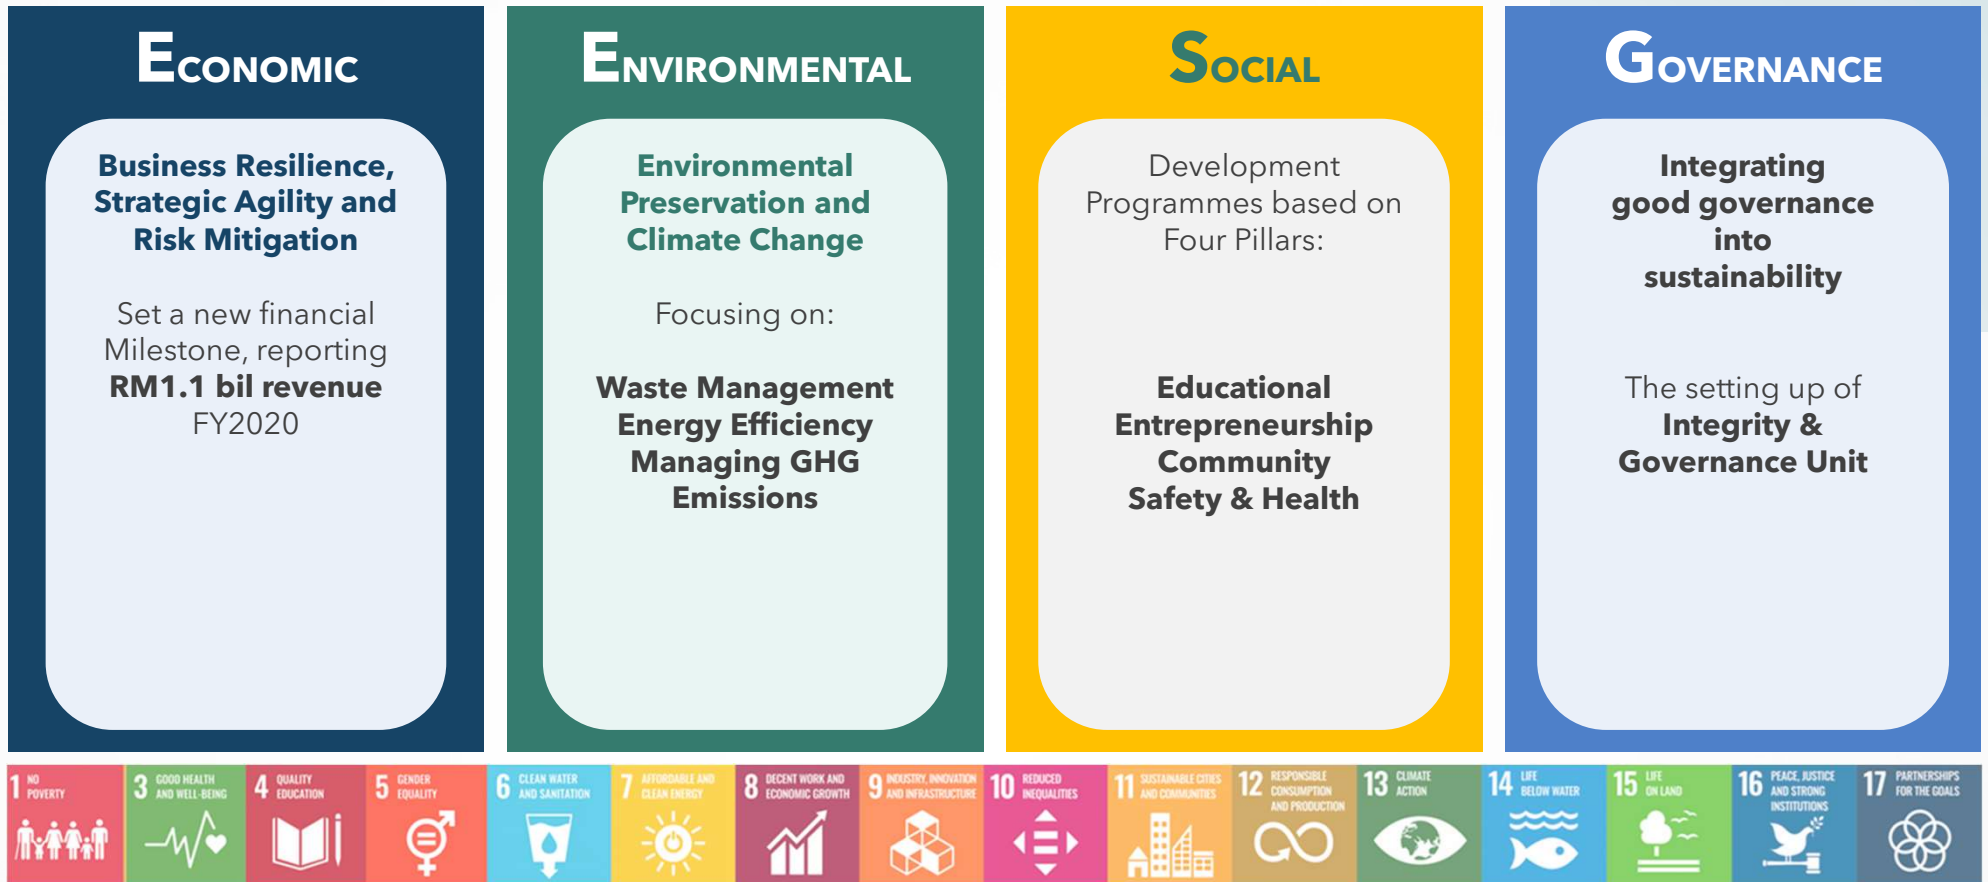 ECONOMIC
Business Resilience,
Strategic Agility and
Risk Mitigation
Set a new financial
Milestone, reporting
RM1.1 bil revenue
FY2020
ENVIRONMENTAL
Environmental
Preservation and
Climate Change
Focusing on:
Waste Management
Energy Efficiency
Managing GHG
Emissions
SOCIAL
Development
Programmes based on
Four Pillars:
Educational
Entrepreneurship
Community
Safety & Health
GOVERNANCE
Integrating
good governance
into
sustainability
The setting up of
Integrity &
Governance Unit
1 NO
POVERTY
3 GOOD HEALTH
AND WELL-BEING
4 QUALITY
EDUCATION
5 GENDER
EQUALITY
6 CLEAN WATER
AND SANITATION
7 AFFORDABLE AND
CLEAN ENERGY
8 DECENT WORK AND
ECONOMIC GROWTH
9 INDUSTRY, INNOVATION
AND INFRASTRUCTURE
10 REDUCED
INEQUALITIES
11 SUSTAINABLE CITIES
AND COMMUNITIES
12 RESPONSIBLE
CONSUMPTION
AND PRODUCTION
13 CLIMATE
ACTION
14 LIFE
BELOW WATER
15 LIFE
ON LAND
16 PEACE, JUSTICE
AND STRONG
INSTITUTIONS
17 PARTNERSHIPS
FOR THE GOALS